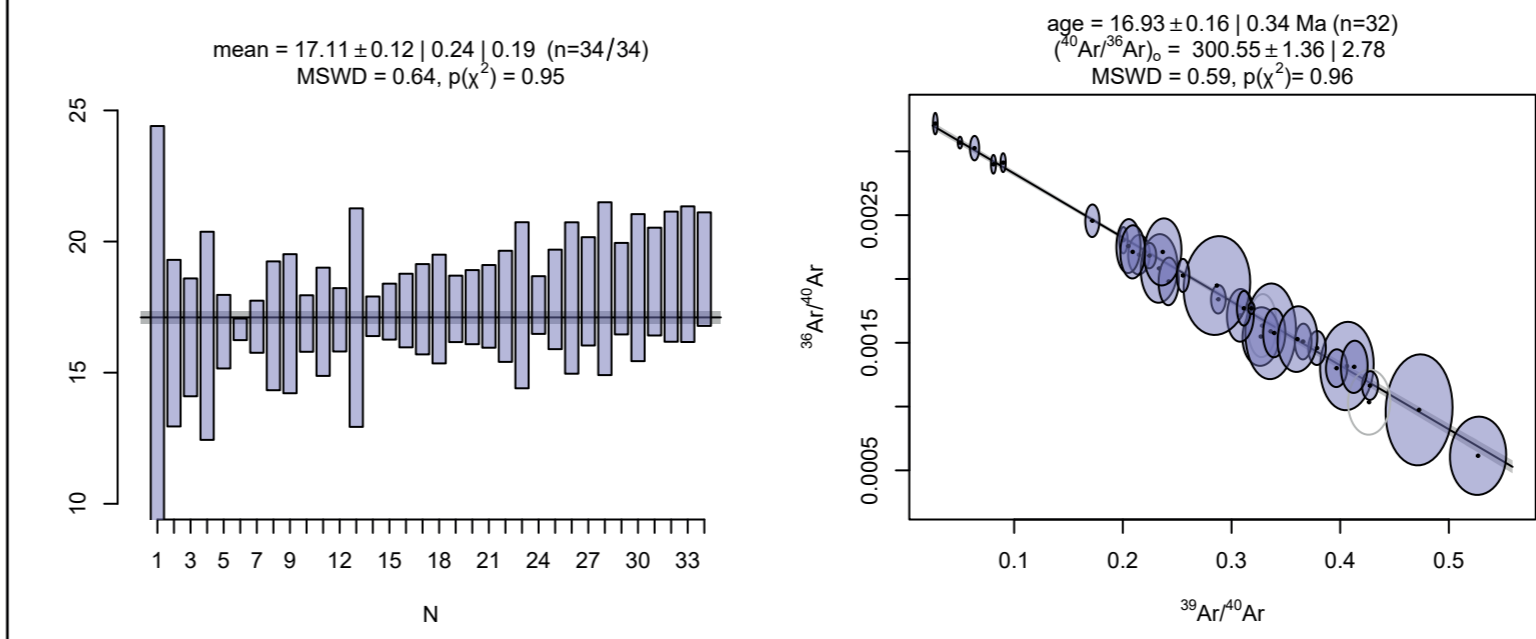 mean = 17.11 ± 0.12 | 0.24 | 0.19 (n=34/34)
MSWD = 0.64, p(χ²) = 0.95
25
20
15
10
1 3 5 7 9 12 15 18 21 24 27 30 33
N
age = 16.93 ± 0.16 | 0.34 Ma (n=32)
(⁴⁰Ar/³⁶Ar)ₒ = 300.55 ± 1.36 | 2.78
MSWD = 0.59, p(χ²)= 0.96
0.0025
0.0015
0.0005
³⁶Ar/⁴⁰Ar
0.1 0.2 0.3 0.4 0.5
³⁹Ar/⁴⁰Ar